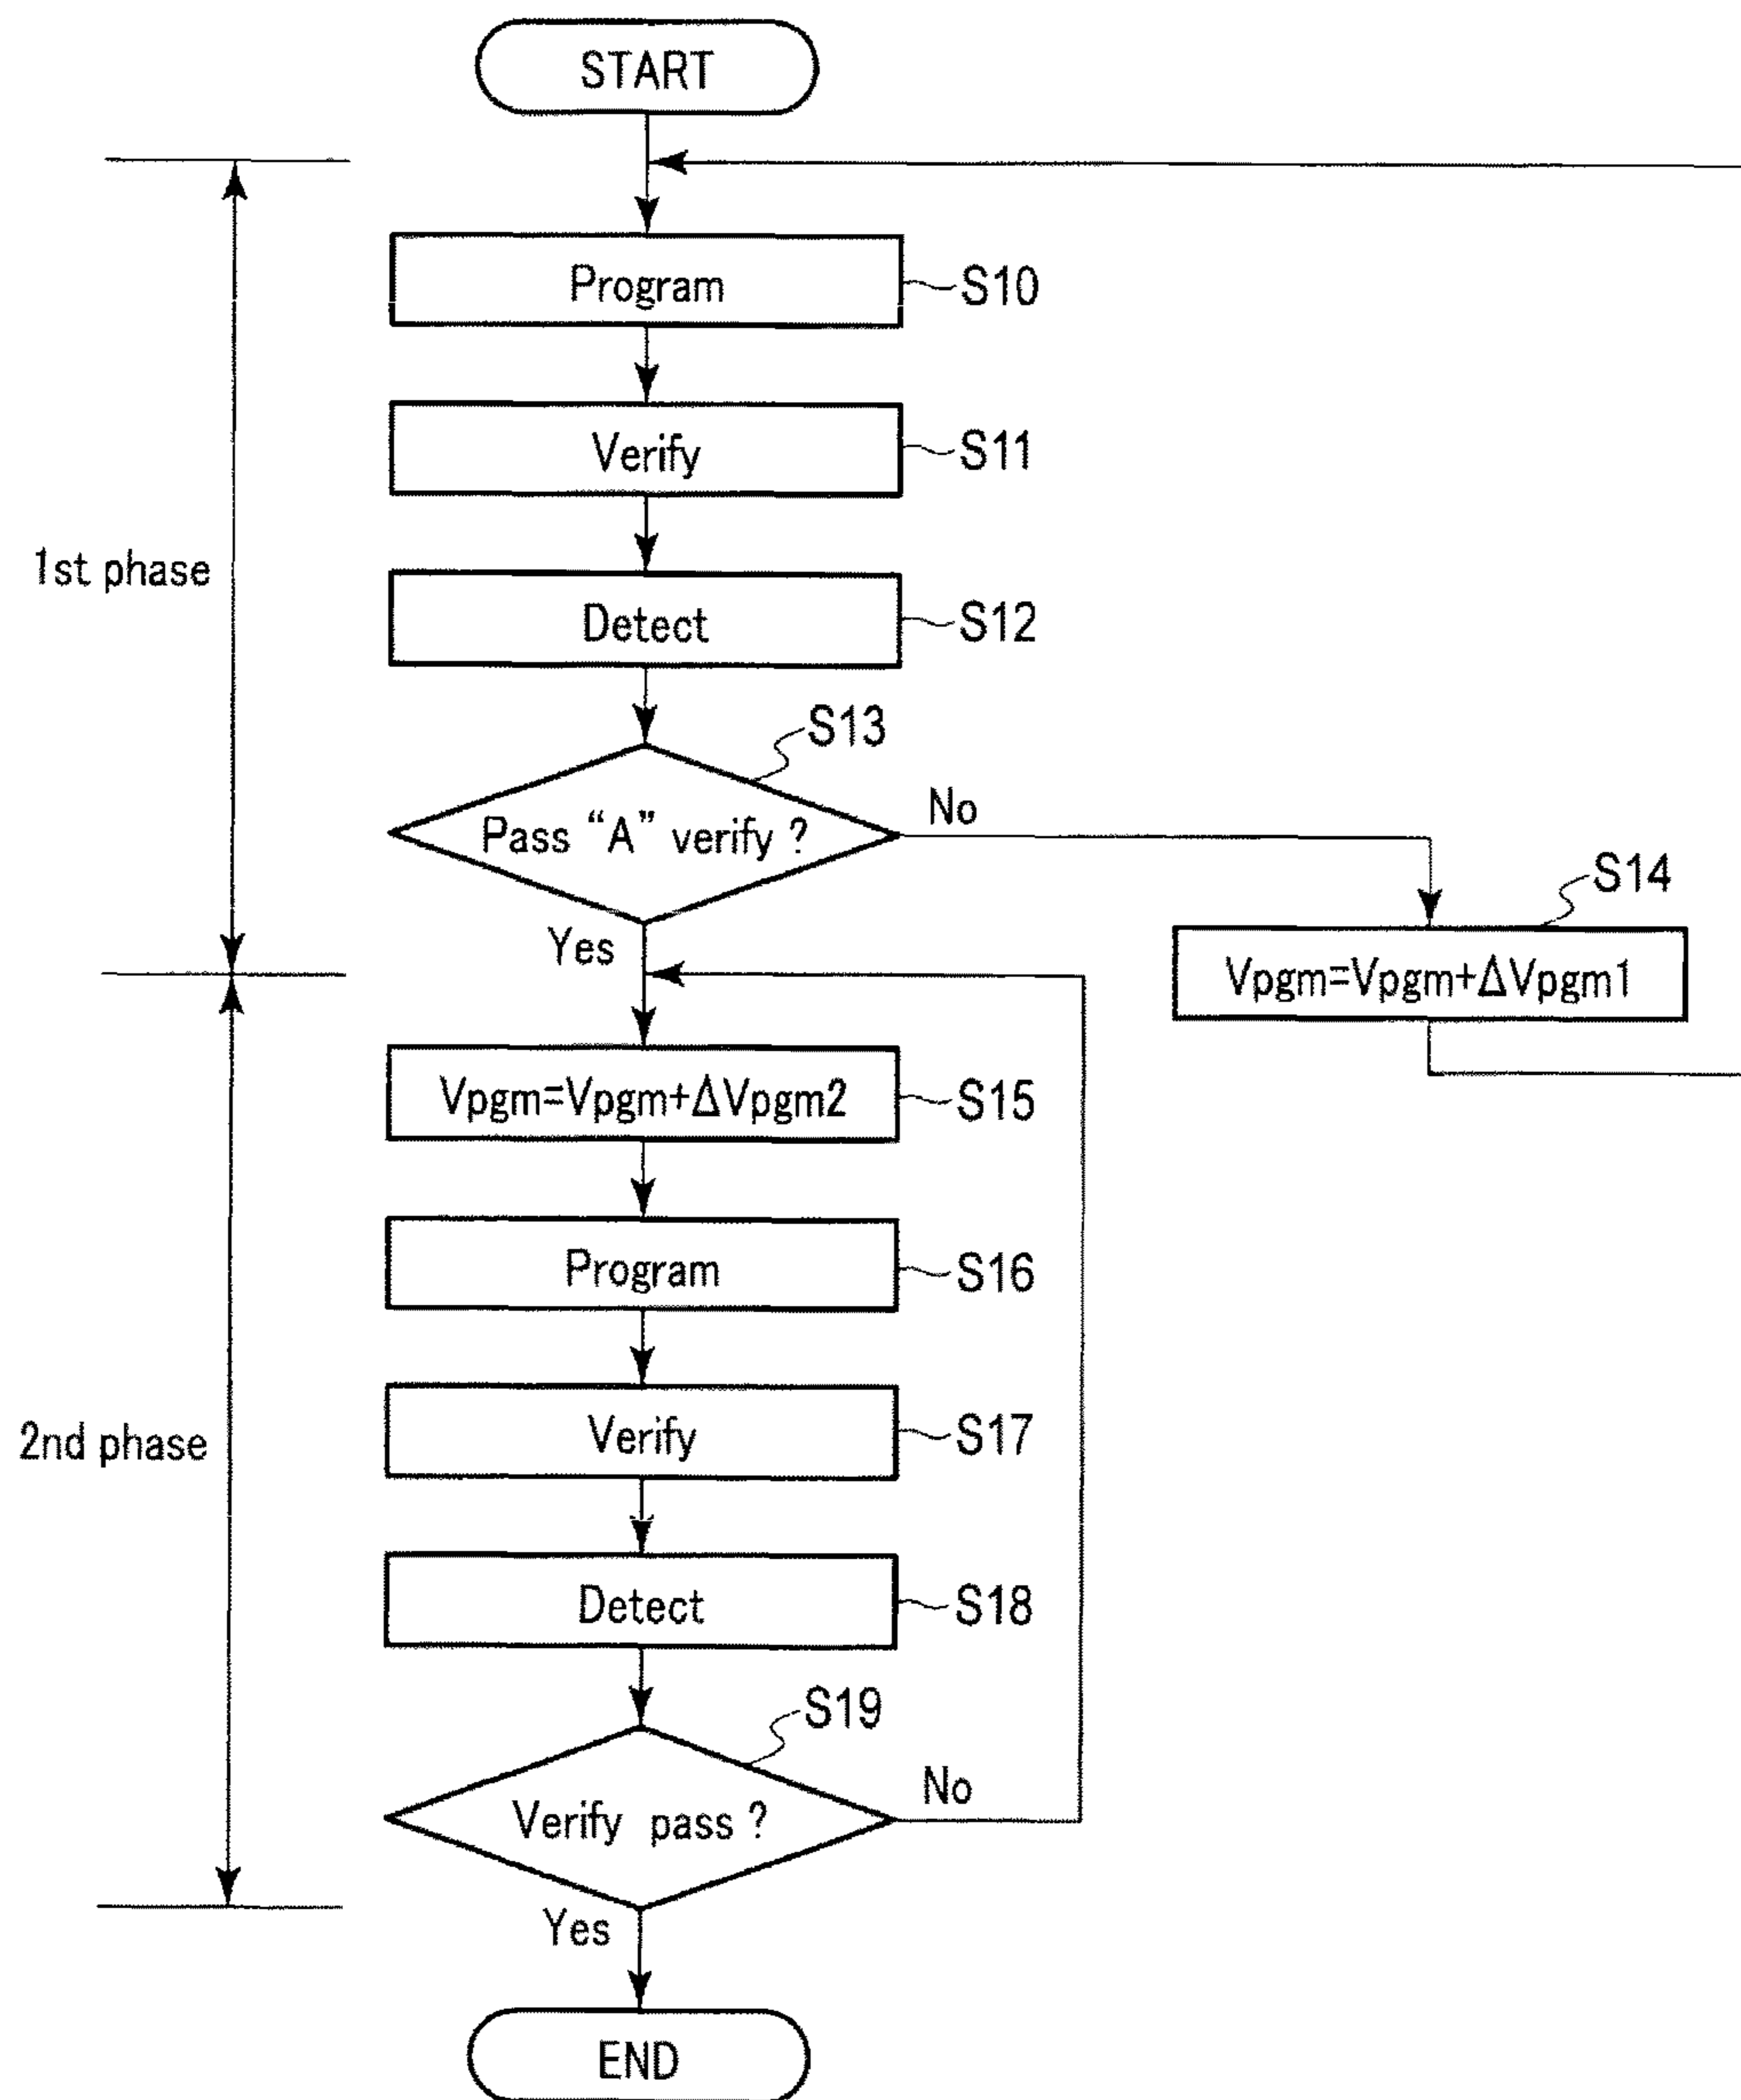 START
Program
S10
Verify
S11
1st phase
Detect
S12
S13
Pass “A” verify ?
No
Yes
S14
Vpgm=Vpgm+ΔVpgm1
Vpgm=Vpgm+ΔVpgm2
S15
Program
S16
2nd phase
Verify
S17
Detect
S18
S19
Verify pass ?
No
Yes
END